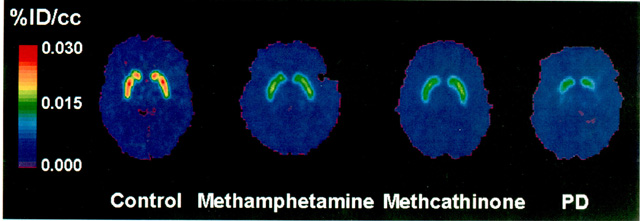 %ID/cc
0.030
0.015
0.000
Control Methamphetamine Methcathinone PD